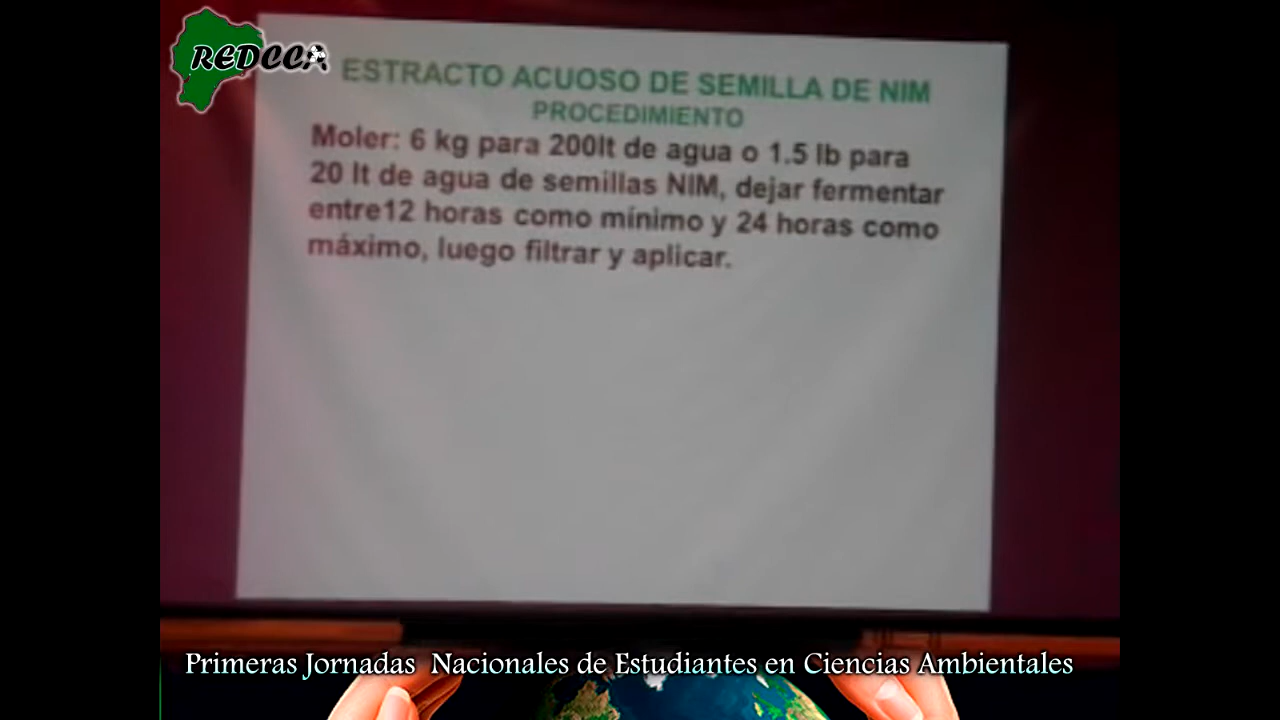 REDCCA
ESTRACTO ACUOSO DE SEMILLA DE NIM
PROCEDIMIENTO
Moler: 6 kg para 200lt de agua o 1.5 lb para
20 lt de agua de semillas NIM, dejar fermentar
entre12 horas como mínimo y 24 horas como
máximo, luego filtrar y aplicar.
Primeras Jornadas Nacionales de Estudiantes en Ciencias Ambientales